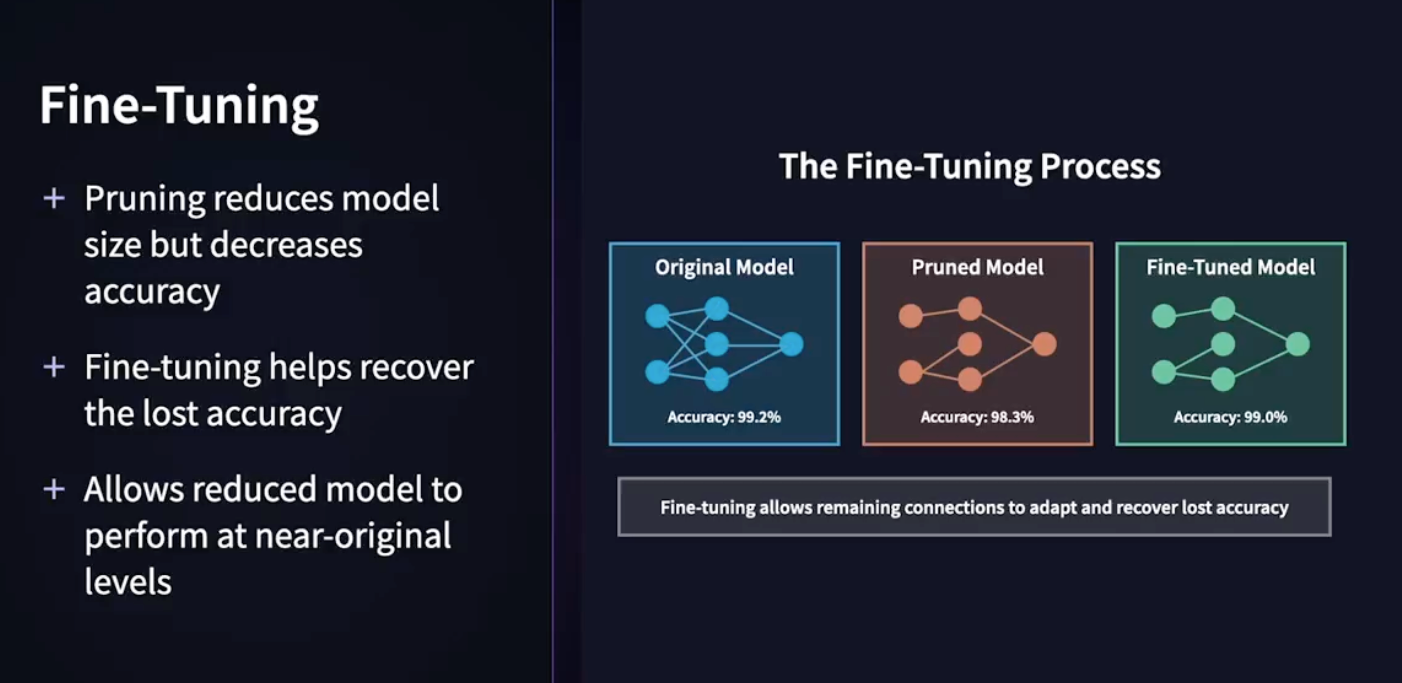 Fine-Tuning
+ Pruning reduces model
size but decreases
accuracy
+ Fine-tuning helps recover
the lost accuracy
+ Allows reduced model to
perform at near-original
levels
The Fine-Tuning Process
Original Model
Accuracy: 99.2%
Pruned Model
Accuracy: 98.3%
Fine-Tuned Model
Accuracy: 99.0%
Fine-tuning allows remaining connections to adapt and recover lost accuracy